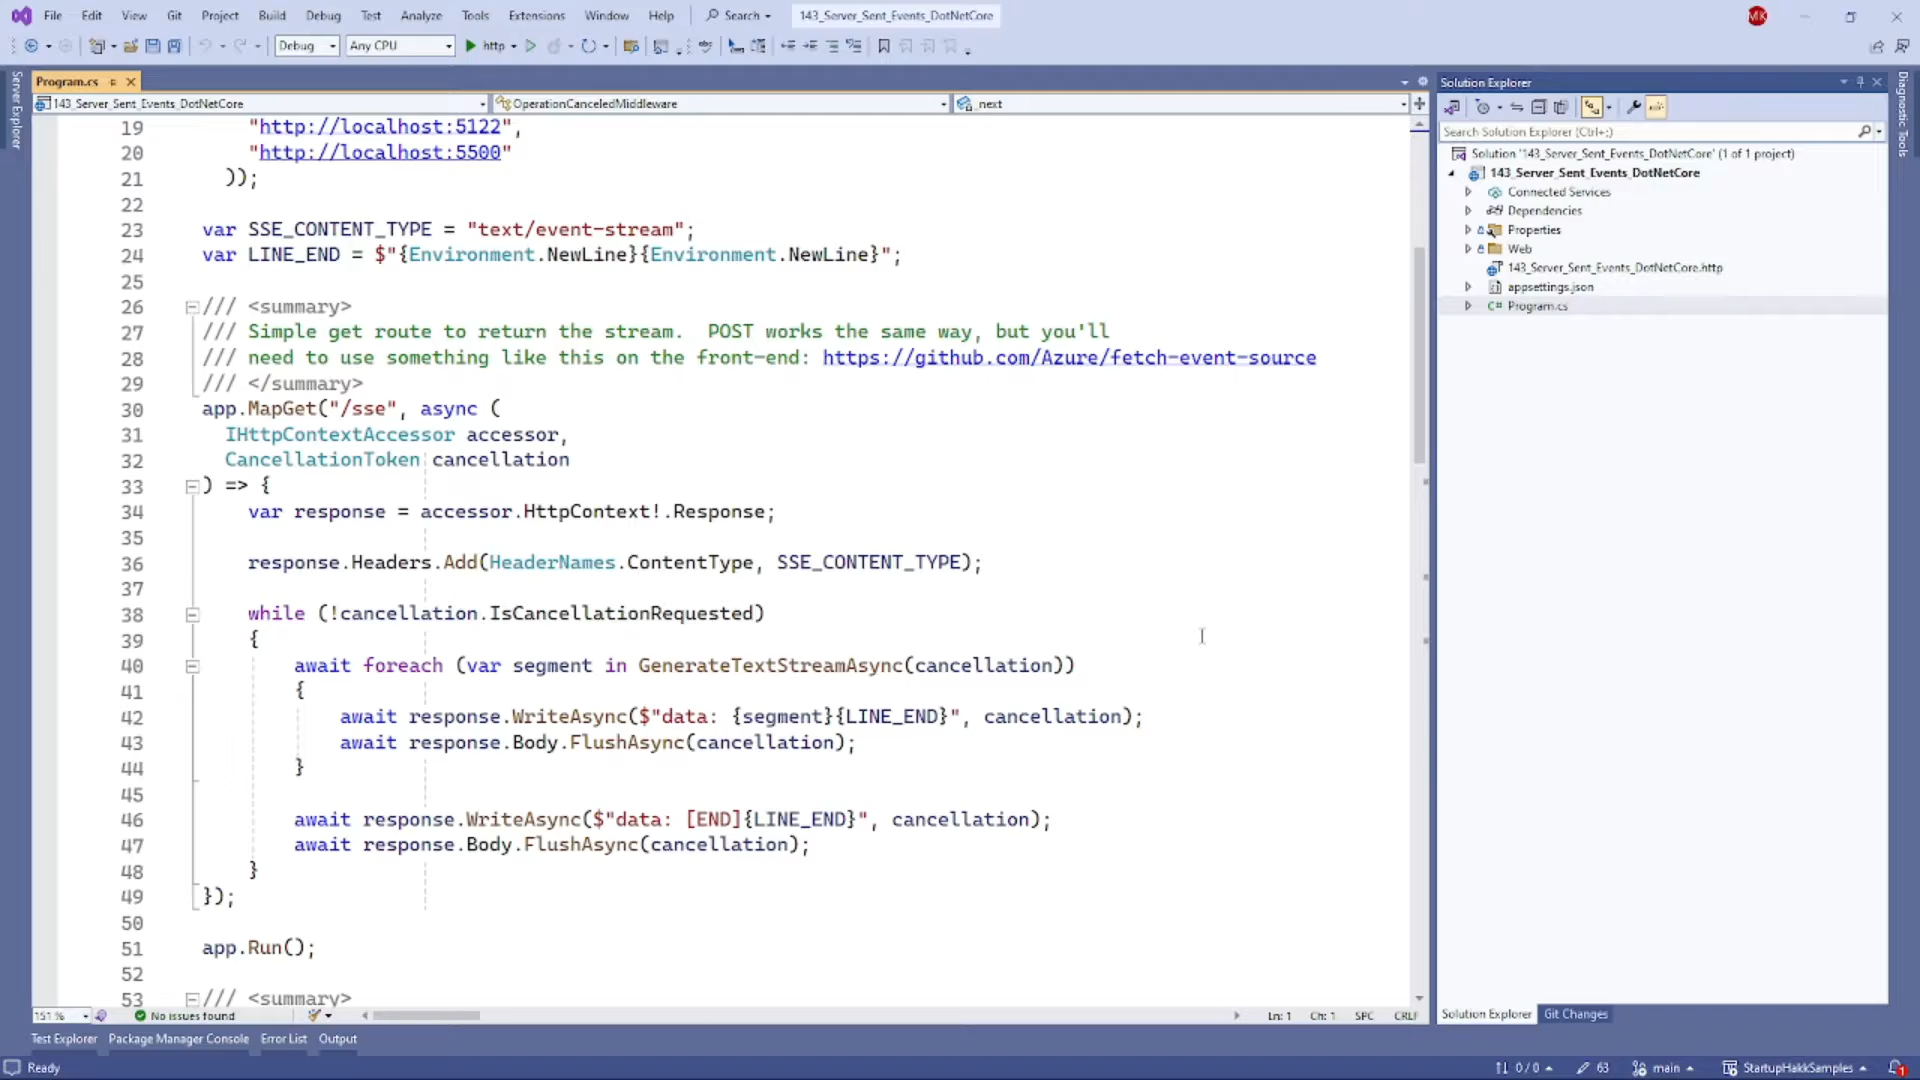 File Edit View Git Project Build Debug Test Analyze Tools Extensions Window Help Search 143_Server_Sent_Events_DotNetCore MK
Debug Any CPU http
Server Explorer
Program.cs
143_Server_Sent_Events_DotNetCore OperationCanceledMiddleware _next
19 "http://localhost:5122",
20 "http://localhost:5500"
21 ));
22
23 var SSE_CONTENT_TYPE = "text/event-stream";
24 var LINE_END = $"{Environment.NewLine}{Environment.NewLine}";
25
26 /// <summary>
27 /// Simple get route to return the stream.  POST works the same way, but you'll
28 /// need to use something like this on the front-end: https://github.com/Azure/fetch-event-source
29 /// </summary>
30 app.MapGet("/sse", async (
31 IHttpContextAccessor accessor,
32 CancellationToken cancellation
33 ) => {
34 var response = accessor.HttpContext!.Response;
35
36 response.Headers.Add(HeaderNames.ContentType, SSE_CONTENT_TYPE);
37
38 while (!cancellation.IsCancellationRequested)
39 {
40 await foreach (var segment in GenerateTextStreamAsync(cancellation))
41 {
42 await response.WriteAsync($"data: {segment}{LINE_END}", cancellation);
43 await response.Body.FlushAsync(cancellation);
44 }
45
46 await response.WriteAsync($"data: [END]{LINE_END}", cancellation);
47 await response.Body.FlushAsync(cancellation);
48 }
49 });
50
51 app.Run();
52
53 /// <summary>
151 % No issues found Ln: 1 Ch: 1 SPC CRLF
Solution Explorer
Search Solution Explorer (Ctrl+;)
Solution '143_Server_Sent_Events_DotNetCore' (1 of 1 project)
143_Server_Sent_Events_DotNetCore
Connected Services
Dependencies
Properties
Web
143_Server_Sent_Events_DotNetCore.http
appsettings.json
C# Program.cs
Solution Explorer Git Changes
Diagnostic Tools
Test Explorer Package Manager Console Error List Output
Ready 0 / 0 63 main StartupHakkSamples 1